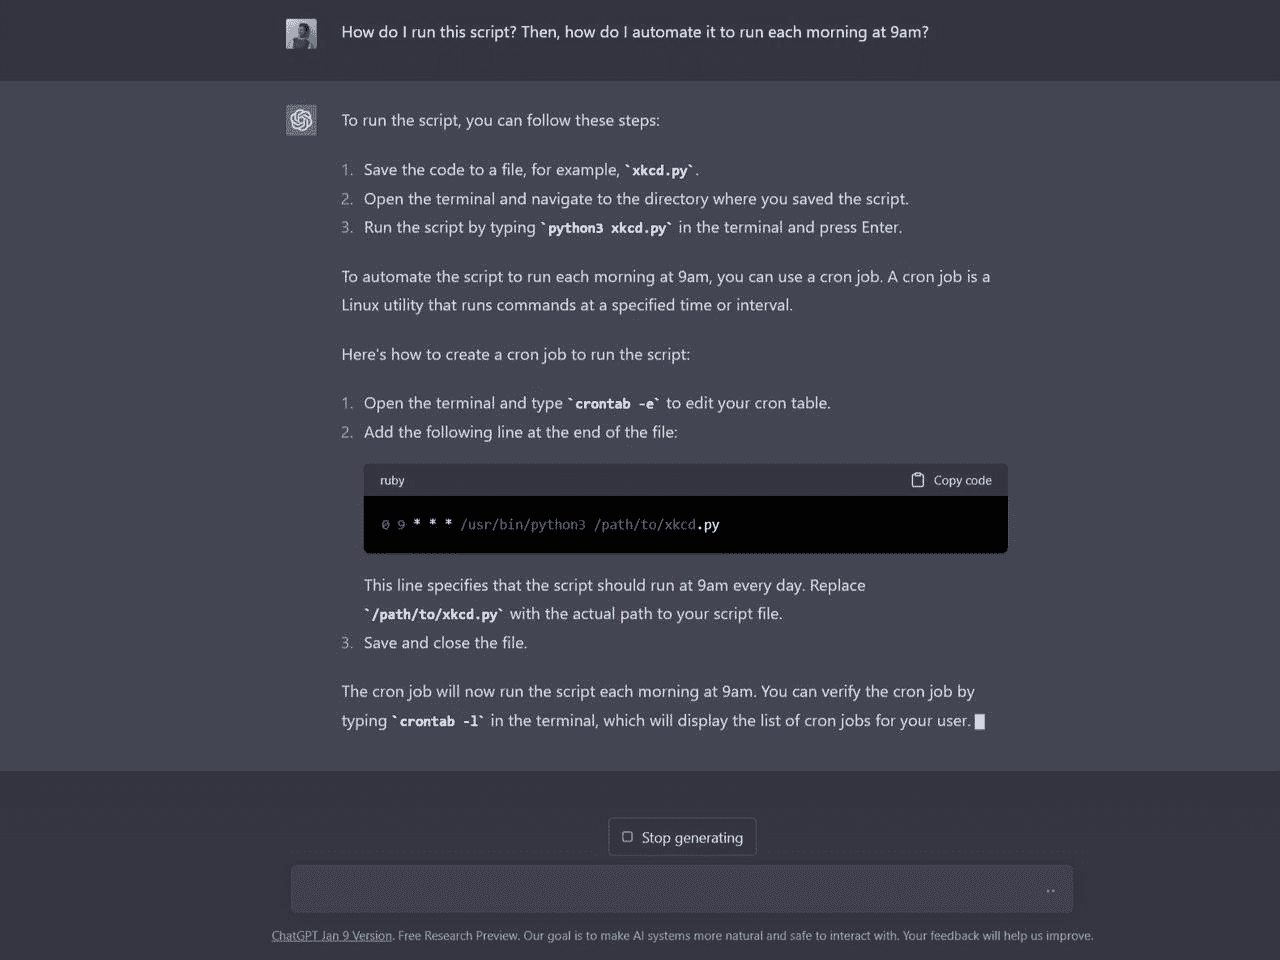 How do I run this script? Then, how do I automate it to run each morning at 9am?
To run the script, you can follow these steps:
1. Save the code to a file, for example, `xkcd.py`.
2. Open the terminal and navigate to the directory where you saved the script.
3. Run the script by typing `python3 xkcd.py` in the terminal and press Enter.
To automate the script to run each morning at 9am, you can use a cron job. A cron job is a
Linux utility that runs commands at a specified time or interval.
Here's how to create a cron job to run the script:
1. Open the terminal and type `crontab -e` to edit your cron table.
2. Add the following line at the end of the file:
ruby Copy code
0 9 * * * /usr/bin/python3 /path/to/xkcd.py
This line specifies that the script should run at 9am every day. Replace
`/path/to/xkcd.py` with the actual path to your script file.
3. Save and close the file.
The cron job will now run the script each morning at 9am. You can verify the cron job by
typing `crontab -l` in the terminal, which will display the list of cron jobs for your user.
Stop generating
ChatGPT Jan 9 Version. Free Research Preview. Our goal is to make AI systems more natural and safe to interact with. Your feedback will help us improve.